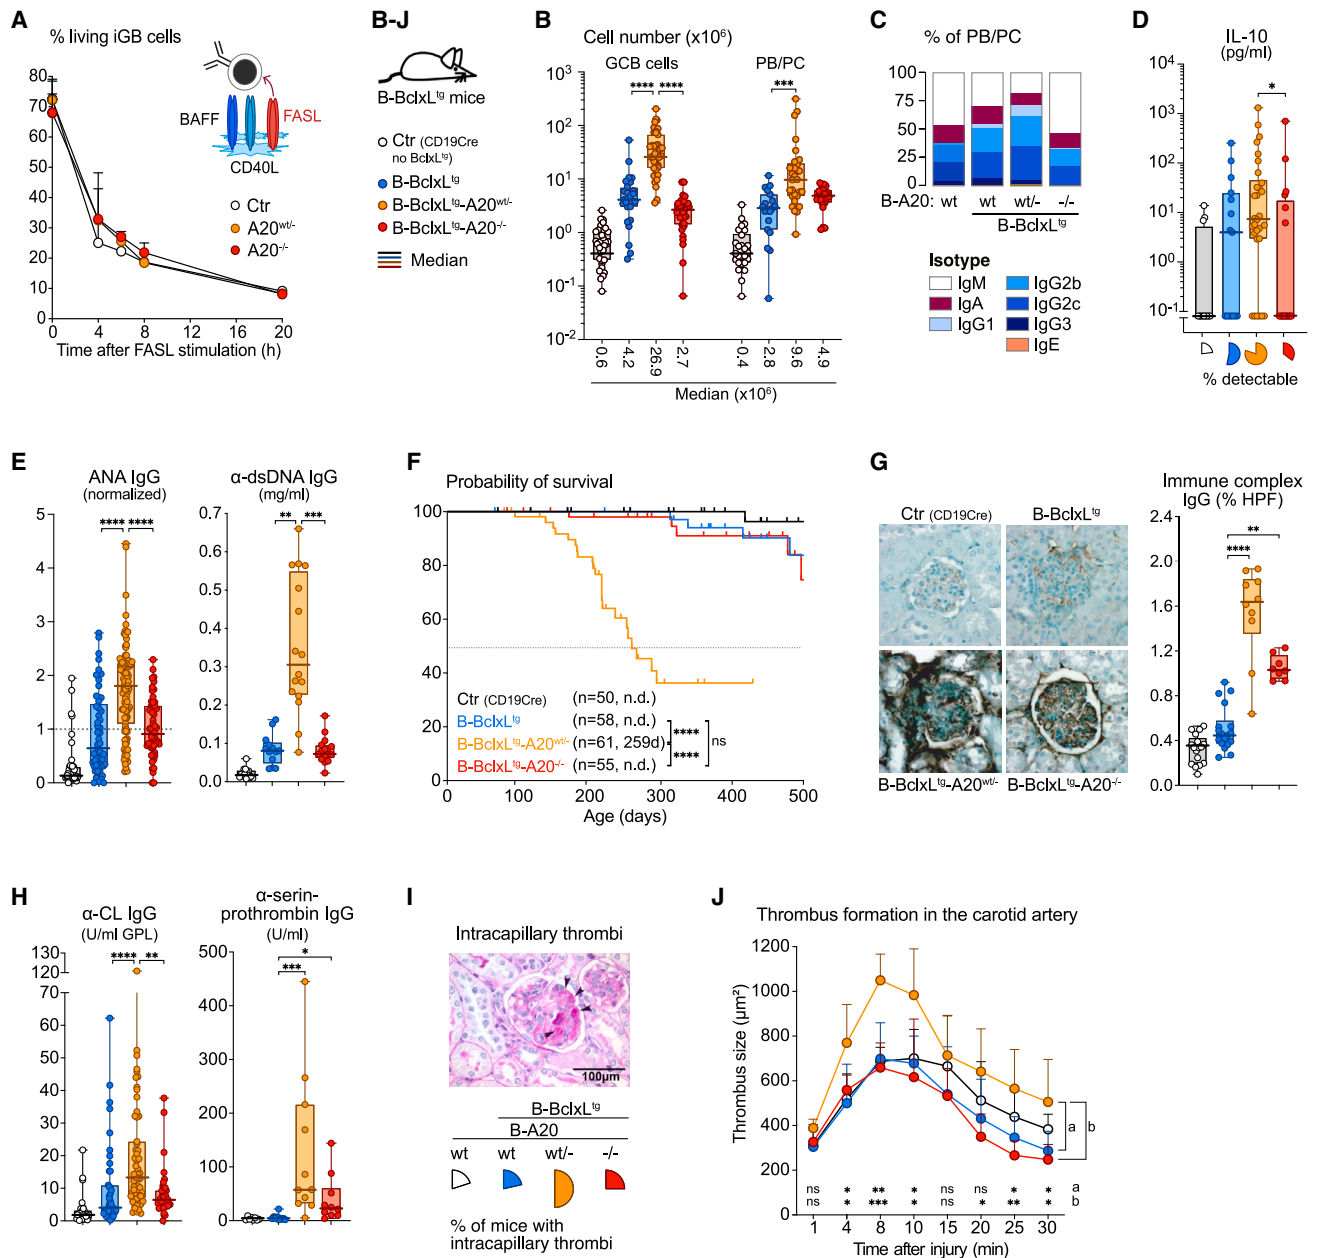 A
% living iGB cells
80
70
60
50
40
30
20
10
0
0 4 8 12 16 20
Time after FASL stimulation (h)
BAFF
FASL
CD40L
Ctr
A20wt/-
A20-/-
B-J
B-BclxLtg mice
Ctr (CD19Cre
no BclxLtg)
B-BclxLtg
B-BclxLtg-A20wt/-
B-BclxLtg-A20-/-
Median
B
Cell number (x10⁶)
GCB cells PB/PC
**** **** ***
10³
10²
10¹
10⁰
10⁻¹
10⁻²
0.6 4.2 26.9 2.7 0.4 2.8 9.6 4.9
Median (x10⁶)
C
% of PB/PC
100
75
50
25
0
B-A20: wt wt wt/- -/-
B-BclxLtg
Isotype
IgM IgG2b
IgA IgG2c
IgG1 IgG3
IgE
D
IL-10
(pg/ml)
*
10⁴
10³
10²
10¹
10⁰
10⁻¹
% detectable
E
ANA IgG
(normalized)
**** ****
5
4
3
2
1
0
α-dsDNA IgG
(mg/ml)
** ***
0.7
0.6
0.5
0.4
0.3
0.2
0.1
0.0
F
Probability of survival
100
80
60
40
20
0
Ctr (CD19Cre) (n=50, n.d.)
B-BclxLtg (n=58, n.d.)
B-BclxLtg-A20wt/- (n=61, 259d)
B-BclxLtg-A20-/- (n=55, n.d.)
****
****
ns
0 100 200 300 400 500
Age (days)
G
Ctr (CD19Cre) B-BclxLtg
B-BclxLtg-A20wt/- B-BclxLtg-A20-/-
Immune complex
IgG (% HPF)
**
****
2.4
2.0
1.6
1.2
0.8
0.4
0.0
H
α-CL IgG
(U/ml GPL)
**** **
130
120
70
60
50
40
30
20
10
0
α-serin-
prothrombin IgG
(U/ml)
*
***
500
400
300
200
100
0
I
Intracapillary thrombi
100µm
B-BclxLtg
B-A20
wt wt wt/- -/-
% of mice with
intracapillary thrombi
J
Thrombus formation in the carotid artery
Thrombus size (µm²)
1200
1000
800
600
400
200
0
a b
ns * ** * ns ns * * a
ns * *** * ns * ** * b
1 4 8 10 15 20 25 30
Time after injury (min)